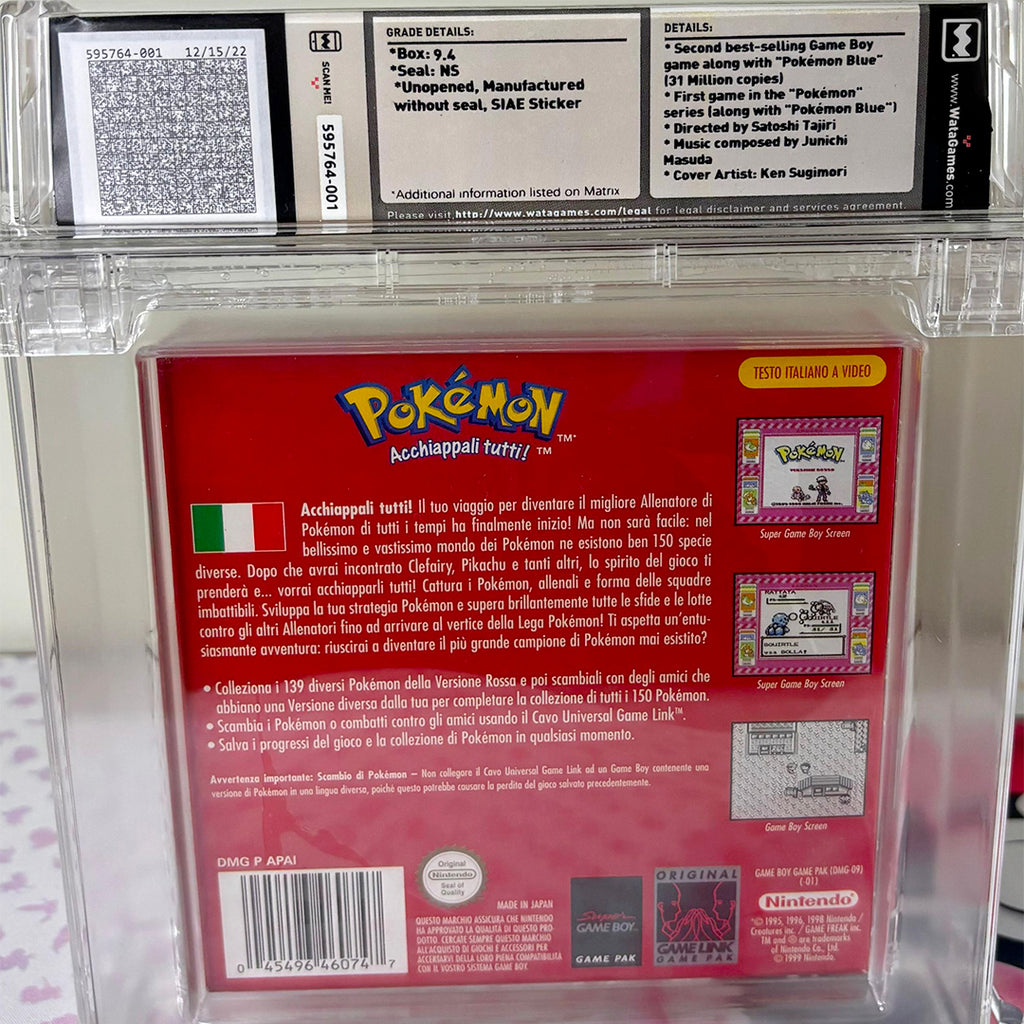 595764-001 12/15/22
SCAN ME!
595764-001
GRADE DETAILS:
*Box: 9.4
*Seal: NS
*Unopened, Manufactured
without seal, SIAE Sticker
*Additional information listed on Matrix
DETAILS:
* Second best-selling Game Boy
game along with "Pokémon Blue"
(31 Million copies)
* First game in the "Pokémon"
series (along with "Pokémon Blue")
* Directed by Satoshi Tajiri
* Music composed by Junichi
Masuda
* Cover Artist: Ken Sugimori
www.WataGames.com
Please visit http://www.watagames.com/legal for legal disclaimer and services agreement.
POKéMON™
Acchiappali tutti!™
TESTO ITALIANO A VIDEO
Acchiappali tutti! Il tuo viaggio per diventare il migliore Allenatore di
Pokémon di tutti i tempi ha finalmente inizio! Ma non sarà facile: nel
bellissimo e vastissimo mondo dei Pokémon ne esistono ben 150 specie
diverse. Dopo che avrai incontrato Clefairy, Pikachu e tanti altri, lo spirito del gioco ti
prenderà e... vorrai acchiapparli tutti! Cattura i Pokémon, allenali e forma delle squadre
imbattibili. Sviluppa la tua strategia Pokémon e supera brillantemente tutte le sfide e le lotte
contro gli altri Allenatori fino ad arrivare al vertice della Lega Pokémon! Ti aspetta un'entu-
siasmante avventura: riuscirai a diventare il più grande campione di Pokémon mai esistito?
• Colleziona i 139 diversi Pokémon della Versione Rossa e poi scambiali con degli amici che
abbiano una Versione diversa dalla tua per completare la collezione di tutti i 150 Pokémon.
• Scambia i Pokémon o combatti contro gli amici usando il Cavo Universal Game Link™.
• Salva i progressi del gioco e la collezione di Pokémon in qualsiasi momento.
Avvertenza importante: Scambio di Pokémon – Non collegare il Cavo Universal Game Link ad un Game Boy contenente una
versione di Pokémon in una lingua diversa, poiché questo potrebbe causare la perdita del gioco salvato precedentemente.
POKéMON
VERSIONE ROSSA
Super Game Boy Screen
RATTATA
SQUIRTLE
SQUIRTLE
usa BOLLA!
Super Game Boy Screen
Game Boy Screen
DMG P APAI
0 45496 46074 7
Original
Nintendo
Seal of
Quality
MADE IN JAPAN
QUESTO MARCHIO ASSICURA CHE NINTENDO
HA APPROVATO LA QUALITÀ DI QUESTO PRO-
DOTTO. CERCATE SEMPRE QUESTO MARCHIO
ALL'ACQUISTO DI GIOCHI E ACCESSORI PER
ACCERTARVI DELLA LORO PIENA COMPATIBILITÀ
CON IL VOSTRO SISTEMA GAME BOY.
Super
GAME BOY
GAME PAK
ORIGINAL
GAME LINK
GAME PAK
GAME BOY GAME PAK (DMG-09)
(-01)
Nintendo
™© 1995, 1996, 1998 Nintendo /
Creatures inc. / GAME FREAK inc.
TM and ® are trademarks
of Nintendo Co., Ltd.
© 1999 Nintendo.